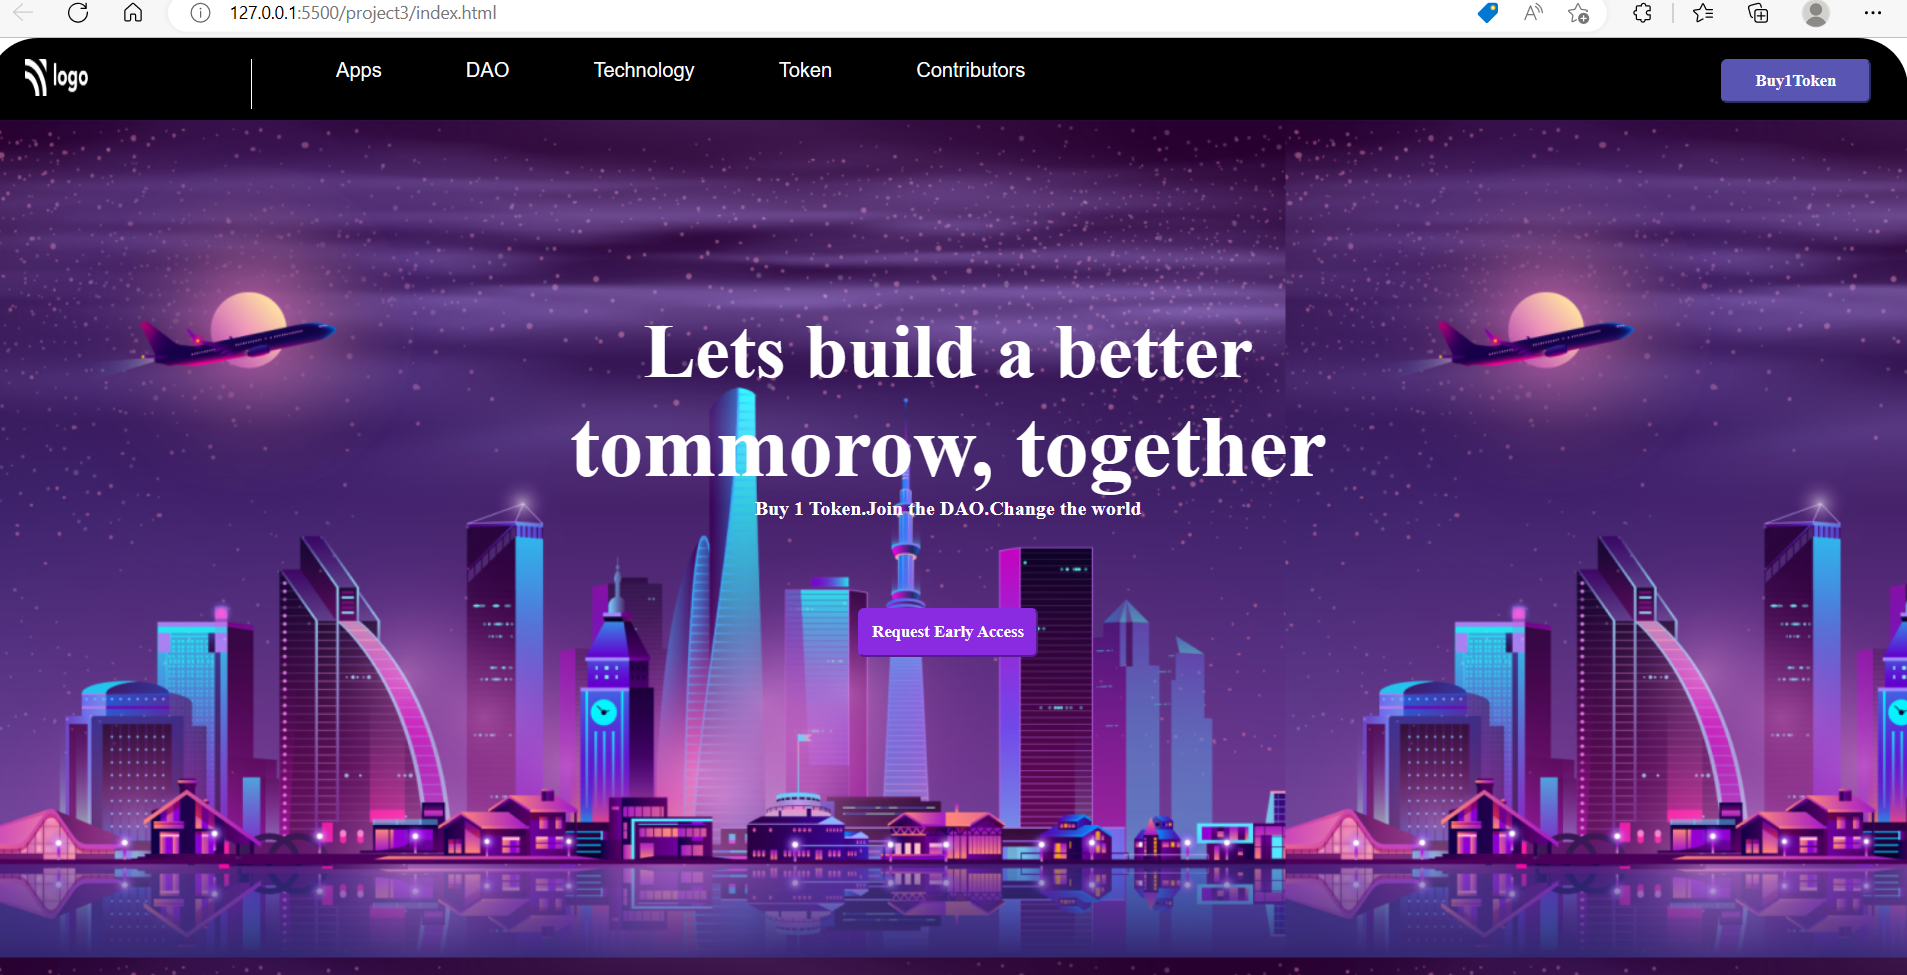 127.0.0.1:5500/project3/index.html
logo
Apps DAO Technology Token Contributors
Buy1Token
Lets build a better
tommorow, together
Buy 1 Token.Join the DAO.Change the world
Request Early Access